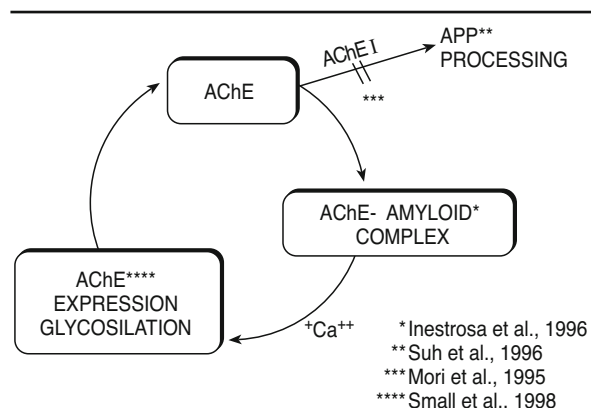 AChEI
APP**
PROCESSING
AChE
***
AChE- AMYLOID*
COMPLEX
AChE****
EXPRESSION
GLYCOSILATION
+Ca++
*Inestrosa et al., 1996
**Suh et al., 1996
***Mori et al., 1995
****Small et al., 1998